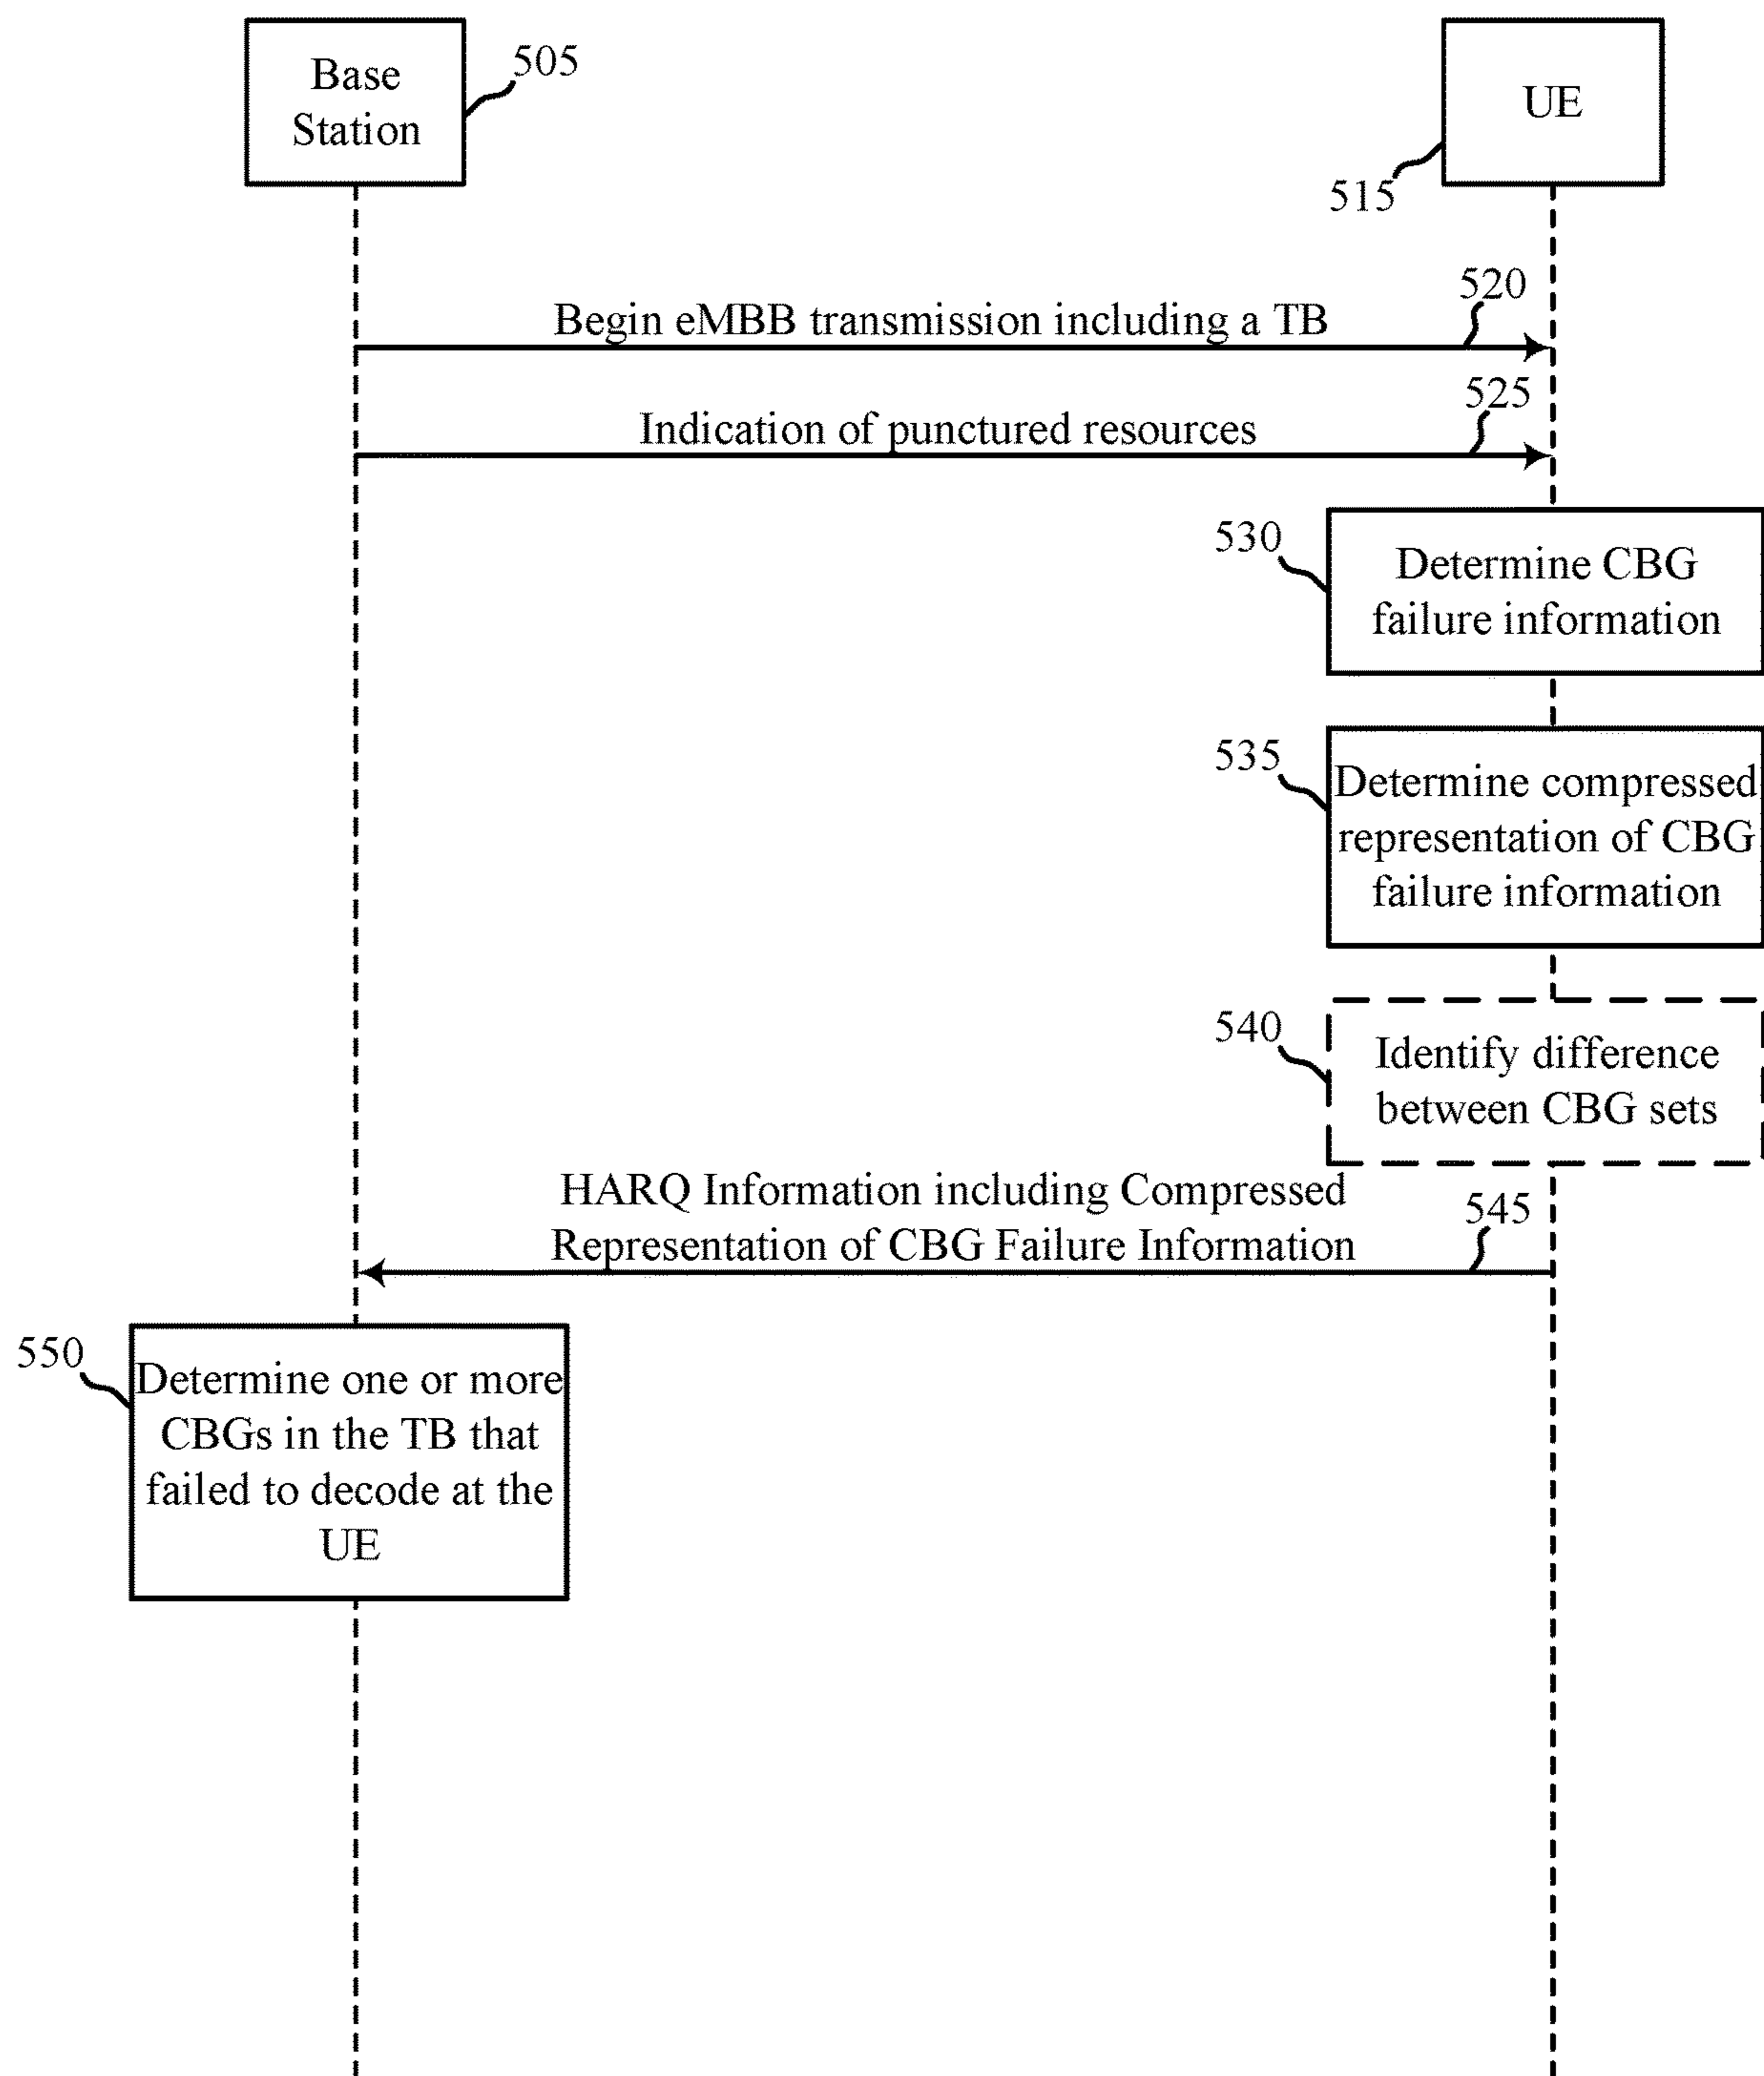 Base
Station
505
UE
515
520
Begin eMBB transmission including a TB
525
Indication of punctured resources
530
Determine CBG
failure information
535
Determine compressed
representation of CBG
failure information
540
Identify difference
between CBG sets
HARQ Information including Compressed
Representation of CBG Failure Information
545
550
Determine one or more
CBGs in the TB that
failed to decode at the
UE